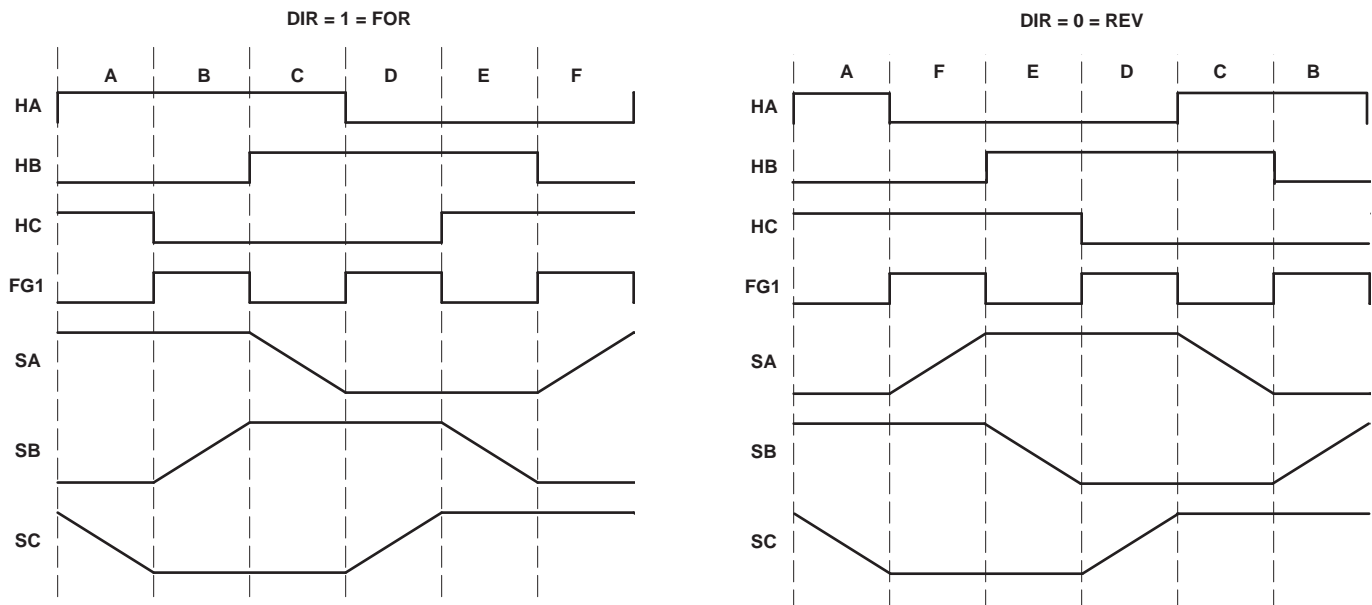 DIR = 1 = FOR
A B C D E F
HA
HB
HC
FG1
SA
SB
SC
DIR = 0 = REV
A F E D C B
HA
HB
HC
FG1
SA
SB
SC